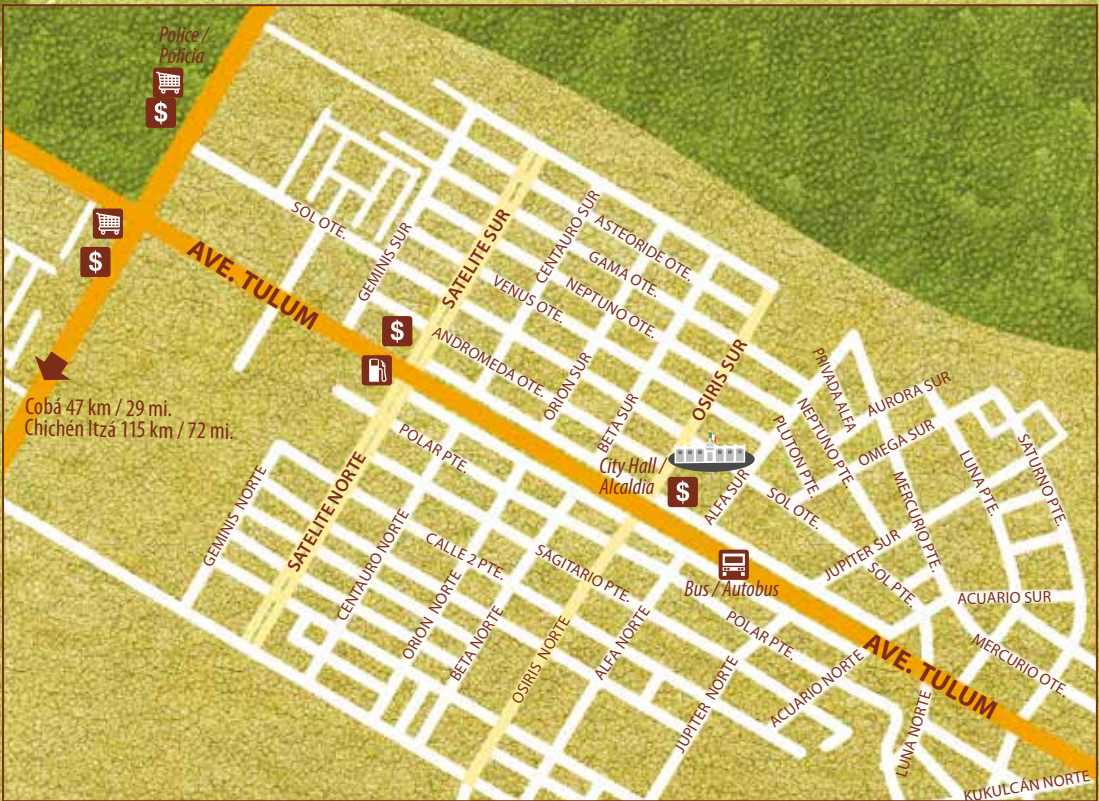 Police /
Policia
$
$
SOL OTE.
AVE. TULUM
GEMINIS SUR
SATELITE SUR
CENTAURO SUR
ASTEORIDE OTE.
GAMA OTE.
NEPTUNO OTE.
VENUS OTE.
$
ANDROMEDA OTE.
ORION SUR
BETA SUR
OSIRIS SUR
PRIVADA ALFA
NEPTUNO PTE.
PLUTON PTE.
AURORA SUR
OMEGA SUR
MERCURIO PTE.
LUNA PTE.
SATURNO PTE.
Cobá 47 km / 29 mi.
Chichén Itzá 115 km / 72 mi.
POLAR PTE.
City Hall /
Alcaldia
$
ALFA SUR
SOL OTE.
GEMINIS NORTE
SATELITE NORTE
CENTAURO NORTE
CALLE 2 PTE.
ORION NORTE
BETA NORTE
SAGITARIO PTE.
OSIRIS NORTE
ALFA NORTE
Bus / Autobus
JUPITER SUR
SOL PTE.
ACUARIO SUR
POLAR PTE.
JUPITER NORTE
ACUARIO NORTE
AVE. TULUM
MERCURIO OTE.
LUNA NORTE
KUKULCÁN NORTE